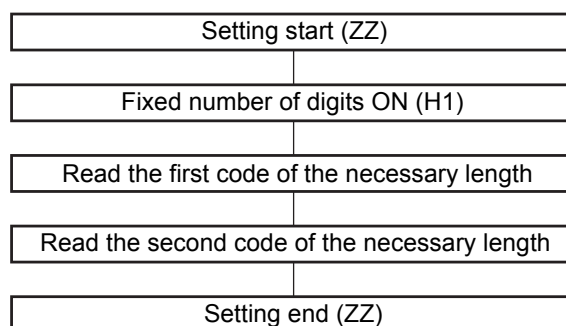 Setting start (ZZ)
Fixed number of digits ON (H1)
Read the first code of the necessary length
Read the second code of the necessary length
Setting end (ZZ)